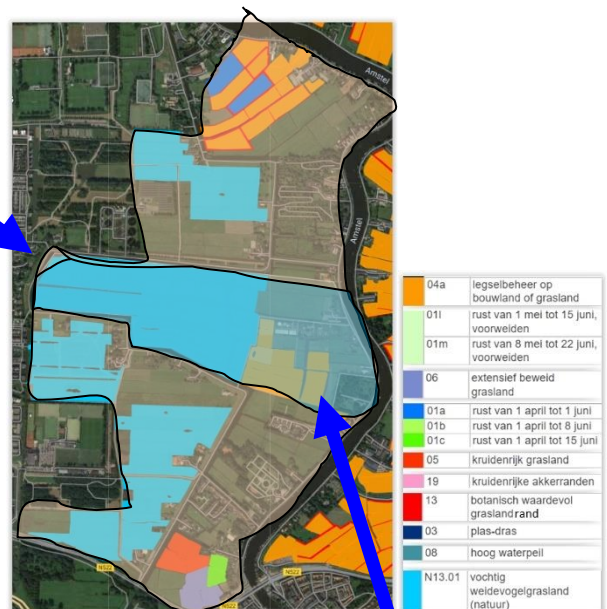 Amstel
Amstel
N522
N522
N522
04a legselbeheer op
bouwland of grasland
01l rust van 1 mei tot 15 juni,
voorweiden
01m rust van 8 mei tot 22 juni,
voorweiden
06 extensief beweid
grasland
01a rust van 1 april tot 1 juni
01b rust van 1 april tot 8 juni
01c rust van 1 april tot 15 juni
05 kruidenrijk grasland
19 kruidenrijke akkerranden
13 botanisch waardevol
graslandrand
03 plas-dras
08 hoog waterpeil
N13.01 vochtig
weidevogelgrasland
(natuur)